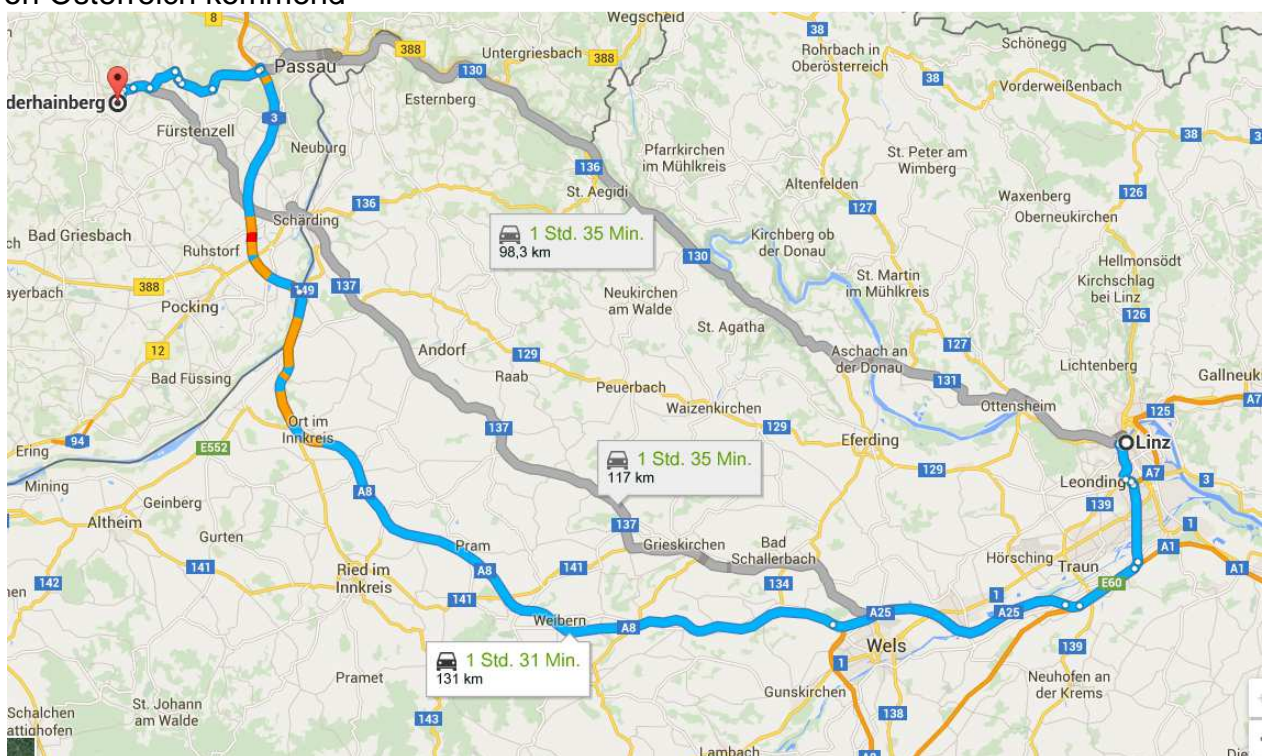 Österreich kommend
8
388
Wegscheid
38
Rohrbach in
Oberösterreich
Schönegg
Passau
Untergriesbach
388
130
38
Vorderweißenbach
derhainberg
Esternberg
3
Fürstenzell
Neuburg
38
Pfarrkirchen
im Mühlkreis
St. Peter am
Wimberg
136
St. Aegidi
Altenfelden
126
Waxenberg
Oberneukirchen
127
136
Schärding
Bad Griesbach
Ruhstorf
1 Std. 35 Min.
98,3 km
Kirchberg ob
der Donau
130
Hellmonsödt
388
149
137
St. Martin
im Mühlkreis
Kirchschlag
bei Linz
Pocking
Neukirchen
am Walde
126
St. Agatha
12
Andorf
129
Aschach an
der Donau
127
Lichtenberg
Bad Füssing
Raab
Peuerbach
131
Ottensheim
A7
Waizenkirchen
125
94
Ort im
Innkreis
137
129
Eferding
Linz
Ering
E552
1 Std. 35 Min.
117 km
129
Leonding
A7
3
Mining
Geinberg
A8
139
Altheim
137
1
Gurten
Pram
Grieskirchen
Bad
Schallerbach
Hörsching
A1
141
141
Traun
142
Ried im
Innkreis
A8
134
1
E60
A1
141
Weibern
A8
A25
A25
Wels
139
1 Std. 31 Min.
131 km
1
Pramet
Neuhofen an
der Krems
Gunskirchen
St. Johann
am Walde
138
Schalchen
143
Lambach